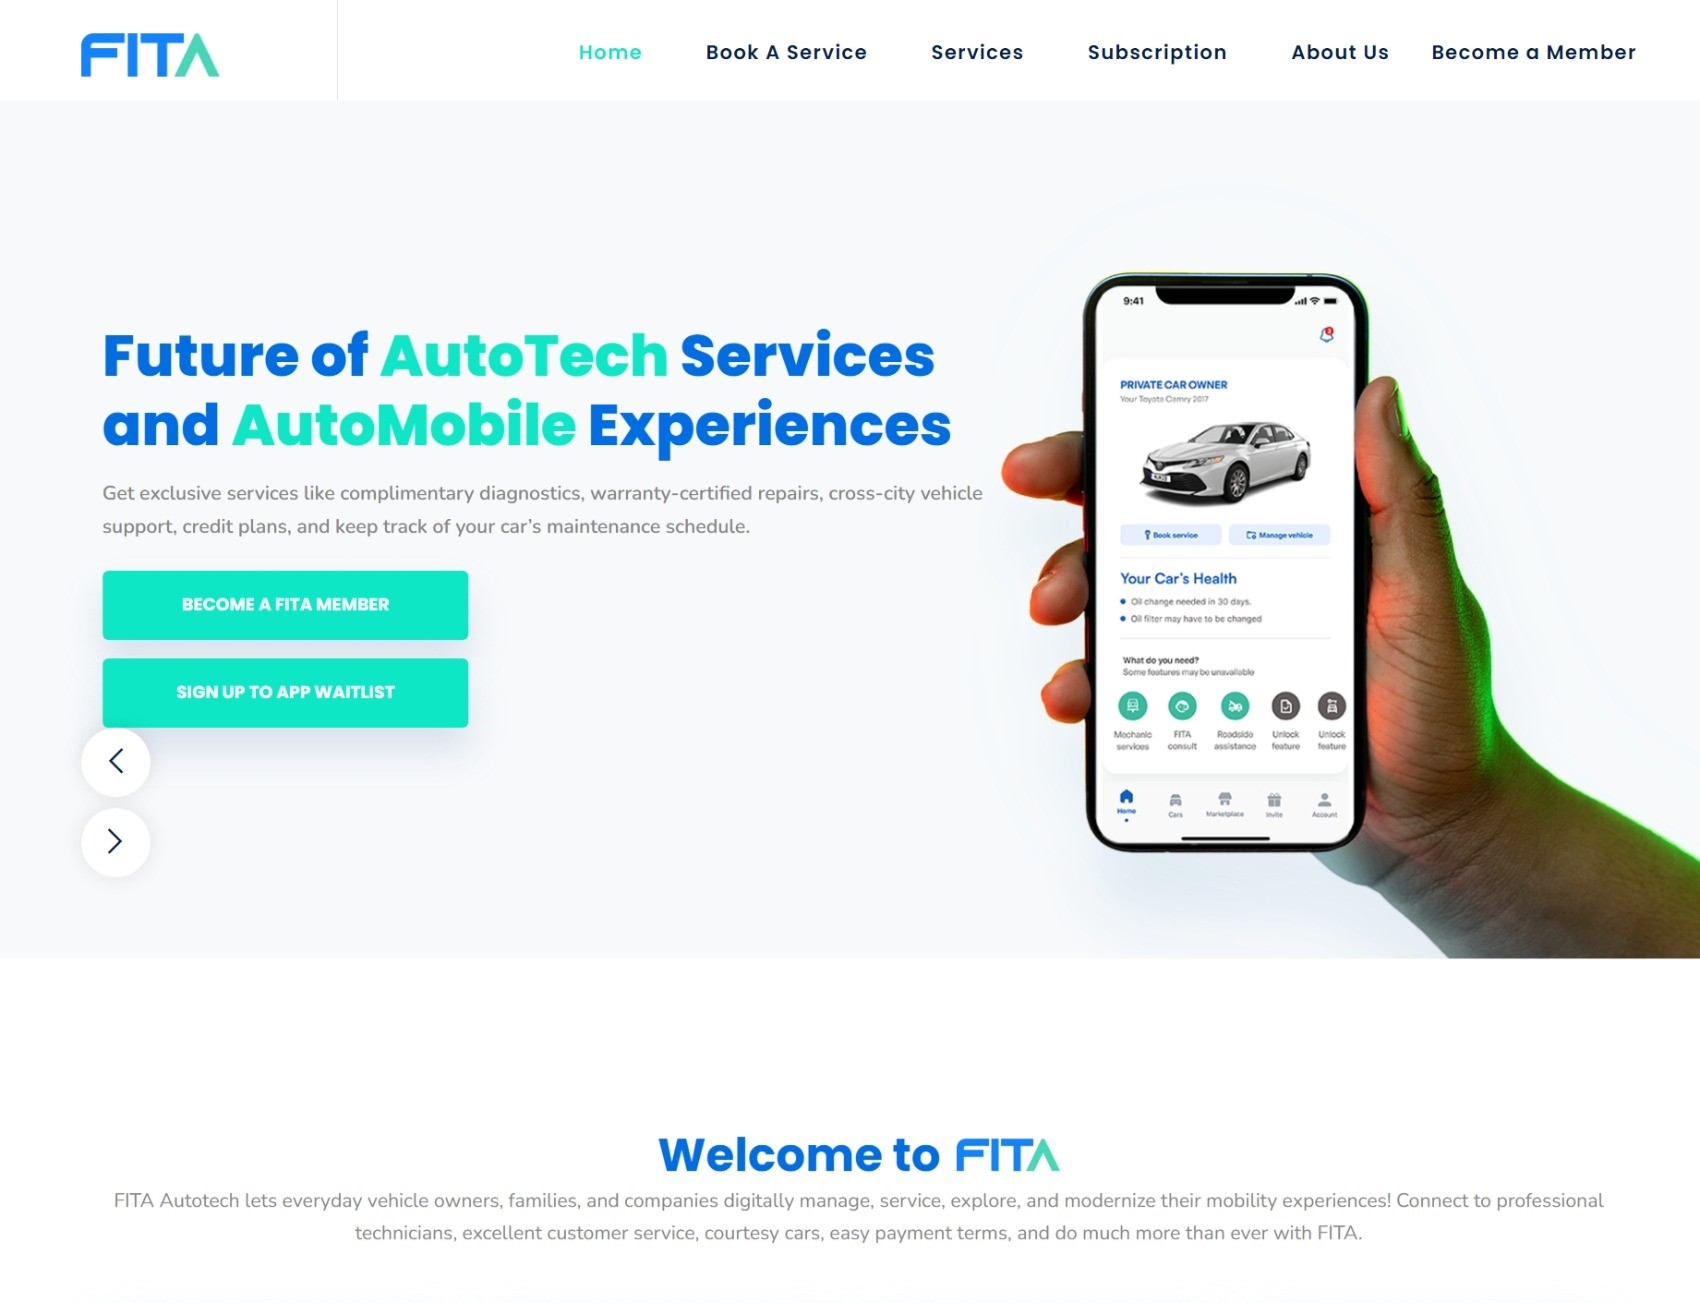 FITA
Home Book A Service Services Subscription About Us Become a Member
Future of AutoTech Services
and AutoMobile Experiences
Get exclusive services like complimentary diagnostics, warranty-certified repairs, cross-city vehicle
support, credit plans, and keep track of your car’s maintenance schedule.
BECOME A FITA MEMBER
SIGN UP TO APP WAITLIST
9:41
PRIVATE CAR OWNER
Your Toyota Camry 2017
Book service Manage vehicle
Your Car’s Health
Oil change needed in 30 days.
Oil filter may have to be changed
What do you need?
Some features may be unavailable
Mechanic FITA Roadside Unlock Unlock
services consult assistance feature feature
Home Cars Marketplace Invite Account
Welcome to FITA
FITA Autotech lets everyday vehicle owners, families, and companies digitally manage, service, explore, and modernize their mobility experiences! Connect to professional
technicians, excellent customer service, courtesy cars, easy payment terms, and do much more than ever with FITA.